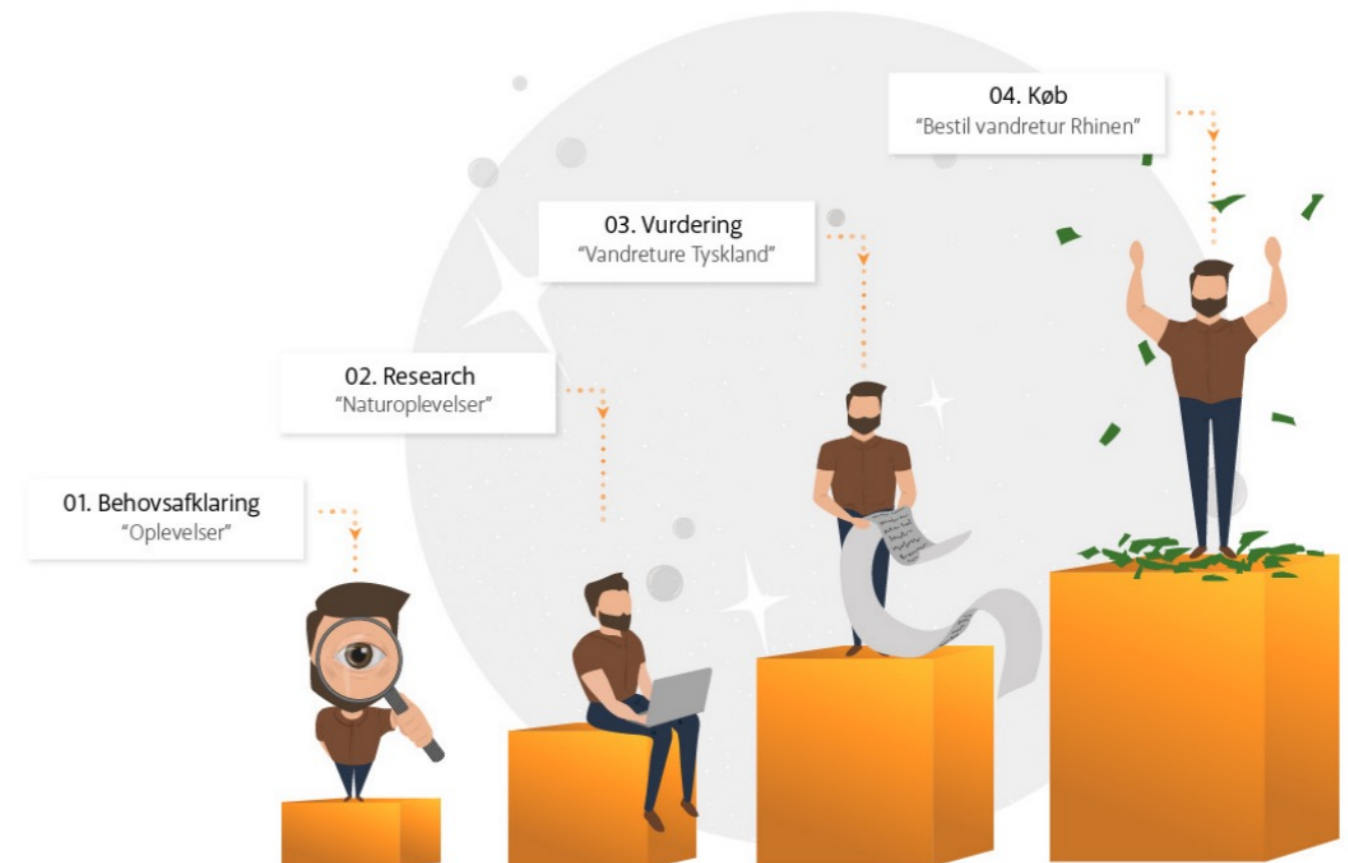 04. Køb
“Bestil vandretur Rhinen”
03. Vurdering
“Vandreture Tyskland”
02. Research
“Naturoplevelser”
01. Behovsafklaring
“Oplevelser”